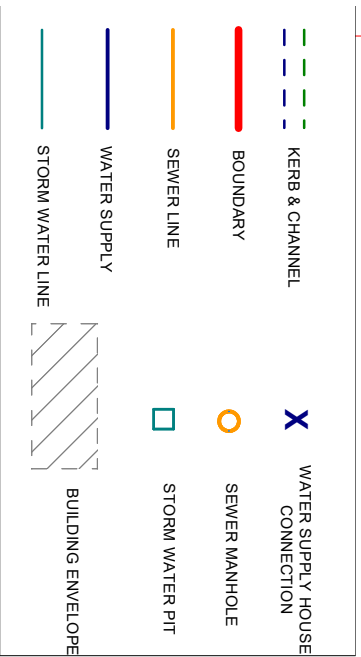 KERB & CHANNEL
BOUNDARY
SEWER LINE
WATER SUPPLY
STORM WATER LINE
X
WATER SUPPLY HOUSE
CONNECTION
SEWER MANHOLE
STORM WATER PIT
BUILDING ENVELOPE